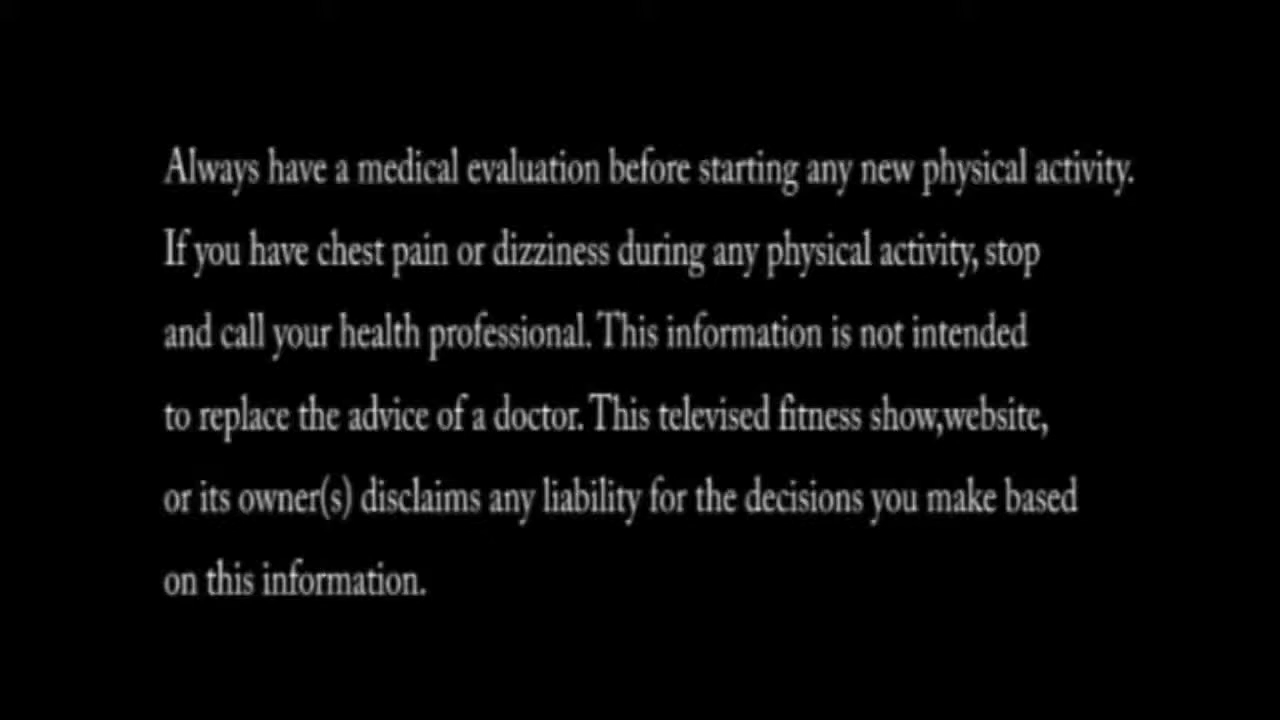 Always have a medical evaluation before starting any new physical activity.
If you have chest pain or dizziness during any physical activity, stop
and call your health professional. This information is not intended
to replace the advice of a doctor. This televised fitness show,website,
or its owner(s) disclaims any liability for the decisions you make based
on this information.